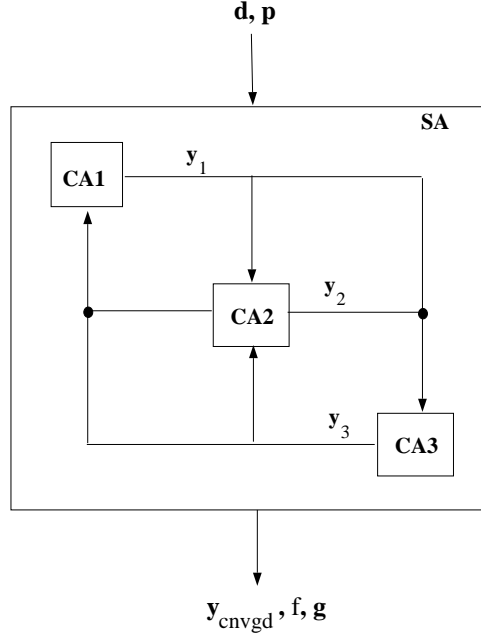 d, p
SA
y1
CA1
y2
CA2
y3
CA3
ycnvgd , f, g